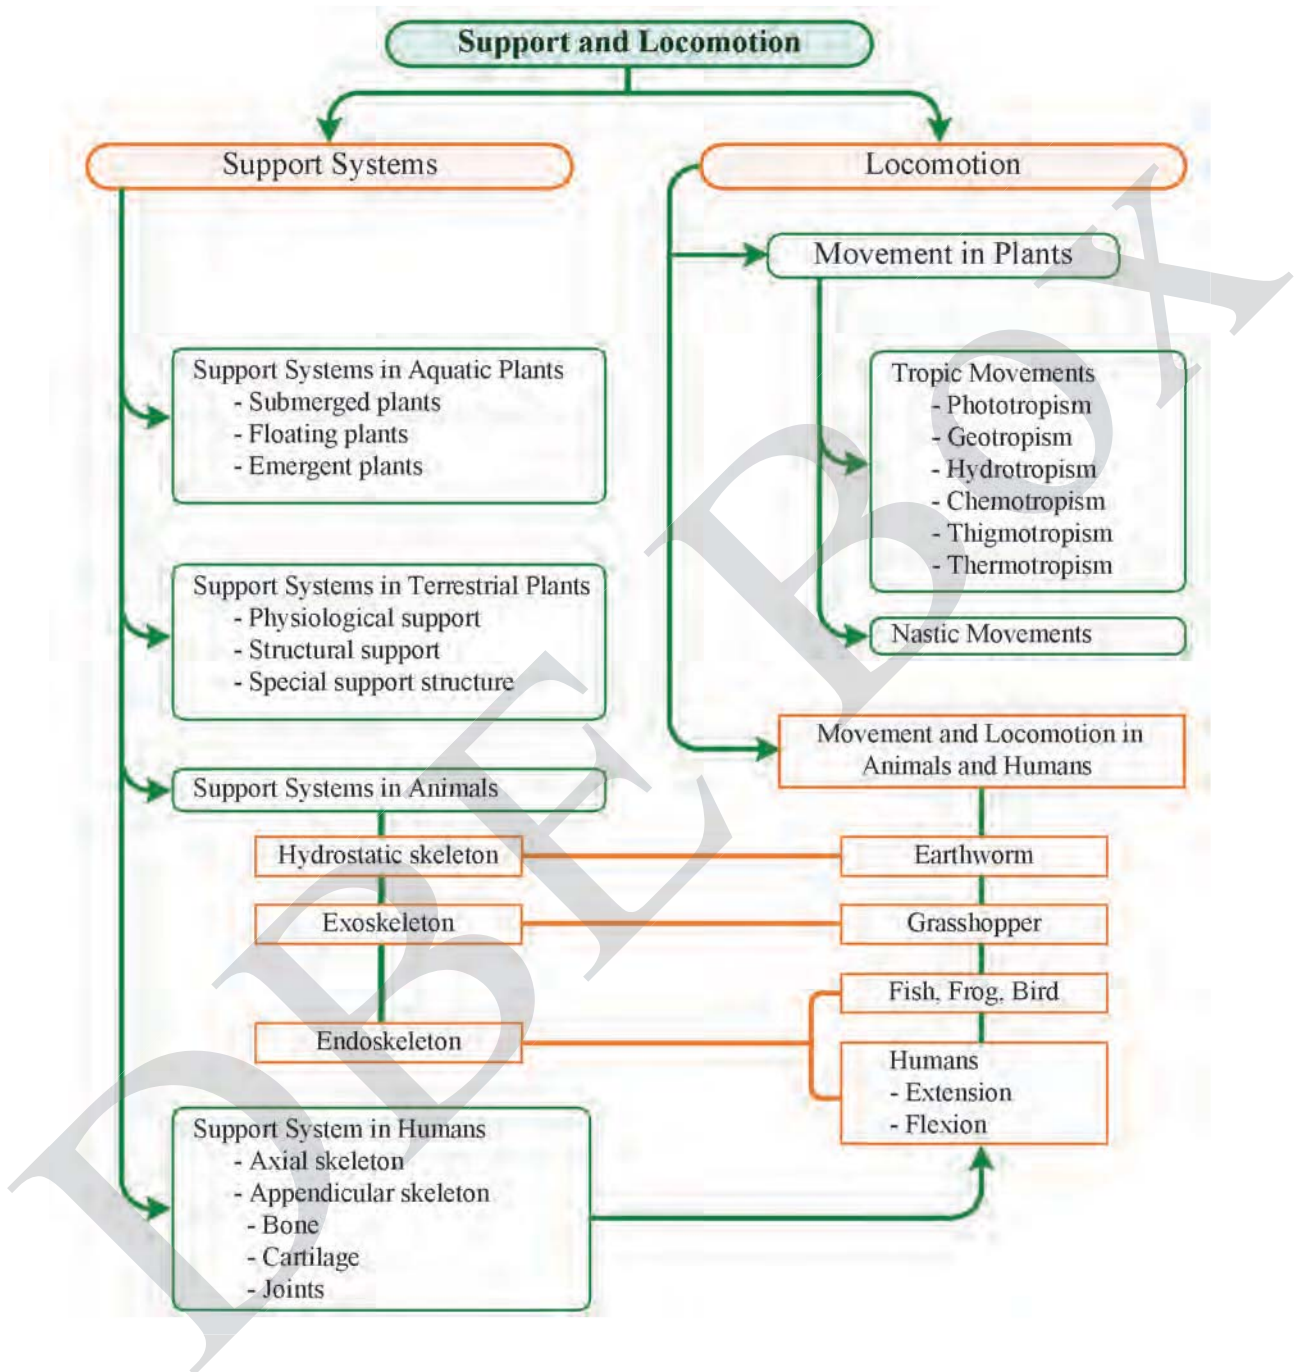 Support and Locomotion
Support Systems
Support Systems in Aquatic Plants
- Submerged plants
- Floating plants
- Emergent plants
Support Systems in Terrestrial Plants
- Physiological support
- Structural support
- Special support structure
Support Systems in Animals
Hydrostatic skeleton
Exoskeleton
Endoskeleton
Support System in Humans
- Axial skeleton
- Appendicular skeleton
- Bone
- Cartilage
- Joints
Locomotion
Movement in Plants
Tropic Movements
- Phototropism
- Geotropism
- Hydrotropism
- Chemotropism
- Thigmotropism
- Thermotropism
Nastic Movements
Movement and Locomotion in
Animals and Humans
Earthworm
Grasshopper
Fish, Frog, Bird
Humans
- Extension
- Flexion
DBE Box